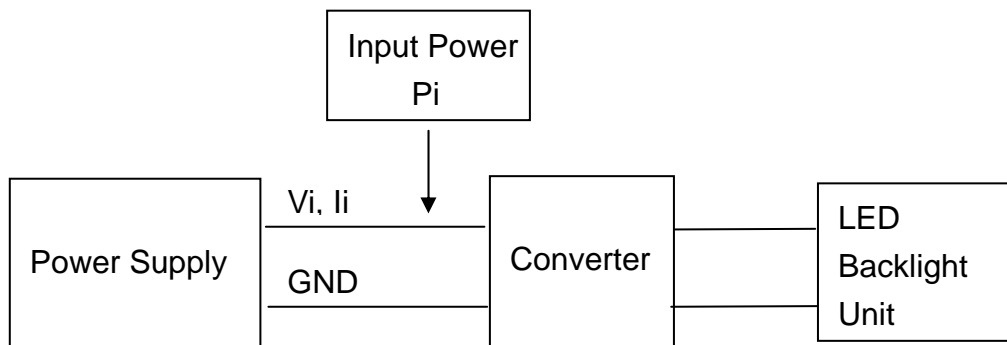 Input Power
Pi
Vi, Ii
Power Supply
GND
Converter
LED
Backlight
Unit